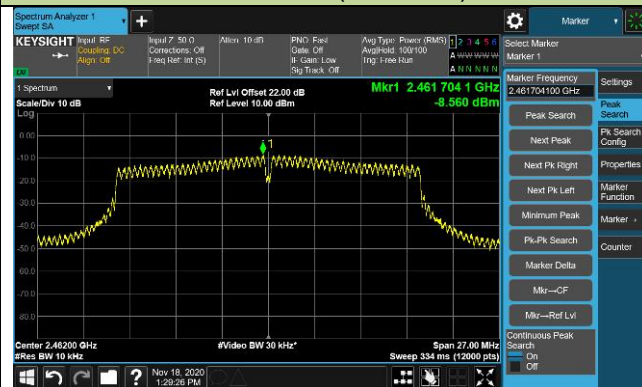 Spectrum Analyzer 1
Swept SA
Marker
KEYSIGHT
Input: RF
Coupling: DC
Align: Off
Input Z: 50 Ω
Corrections: Off
Freq Ref: Int (S)
Atten: 10 dB
PNO: Fast
Gate: Off
IF Gain: Low
Sig Track: Off
Avg Type: Power (RMS)
Avg|Hold: 100/100
Trig: Free Run
1 2 3 4 5 6
A W W W W W
A N N N N N
Select Marker
Marker 1
Marker Frequency
2.461704100 GHz
Settings
Peak Search
Peak
Search
Next Peak
Pk Search
Config
Next Pk Right
Properties
Next Pk Left
Marker
Function
Minimum Peak
Marker
Pk-Pk Search
Counter
Marker Delta
Mkr→CF
Mkr→Ref Lvl
Continuous Peak
Search
On
Off
1 Spectrum
Scale/Div 10 dB
Log
Ref Lvl Offset 22.00 dB
Ref Level 10.00 dBm
Mkr1 2.461 704 1 GHz
-8.560 dBm
1
0.00
-10.0
-20.0
-30.0
-40.0
-50.0
-60.0
-70.0
-80.0
Center 2.46200 GHz
#Res BW 10 kHz
#Video BW 30 kHz*
Span 27.00 MHz
Sweep 334 ms (12000 pts)
?
Nov 18, 2020
1:29:26 PM